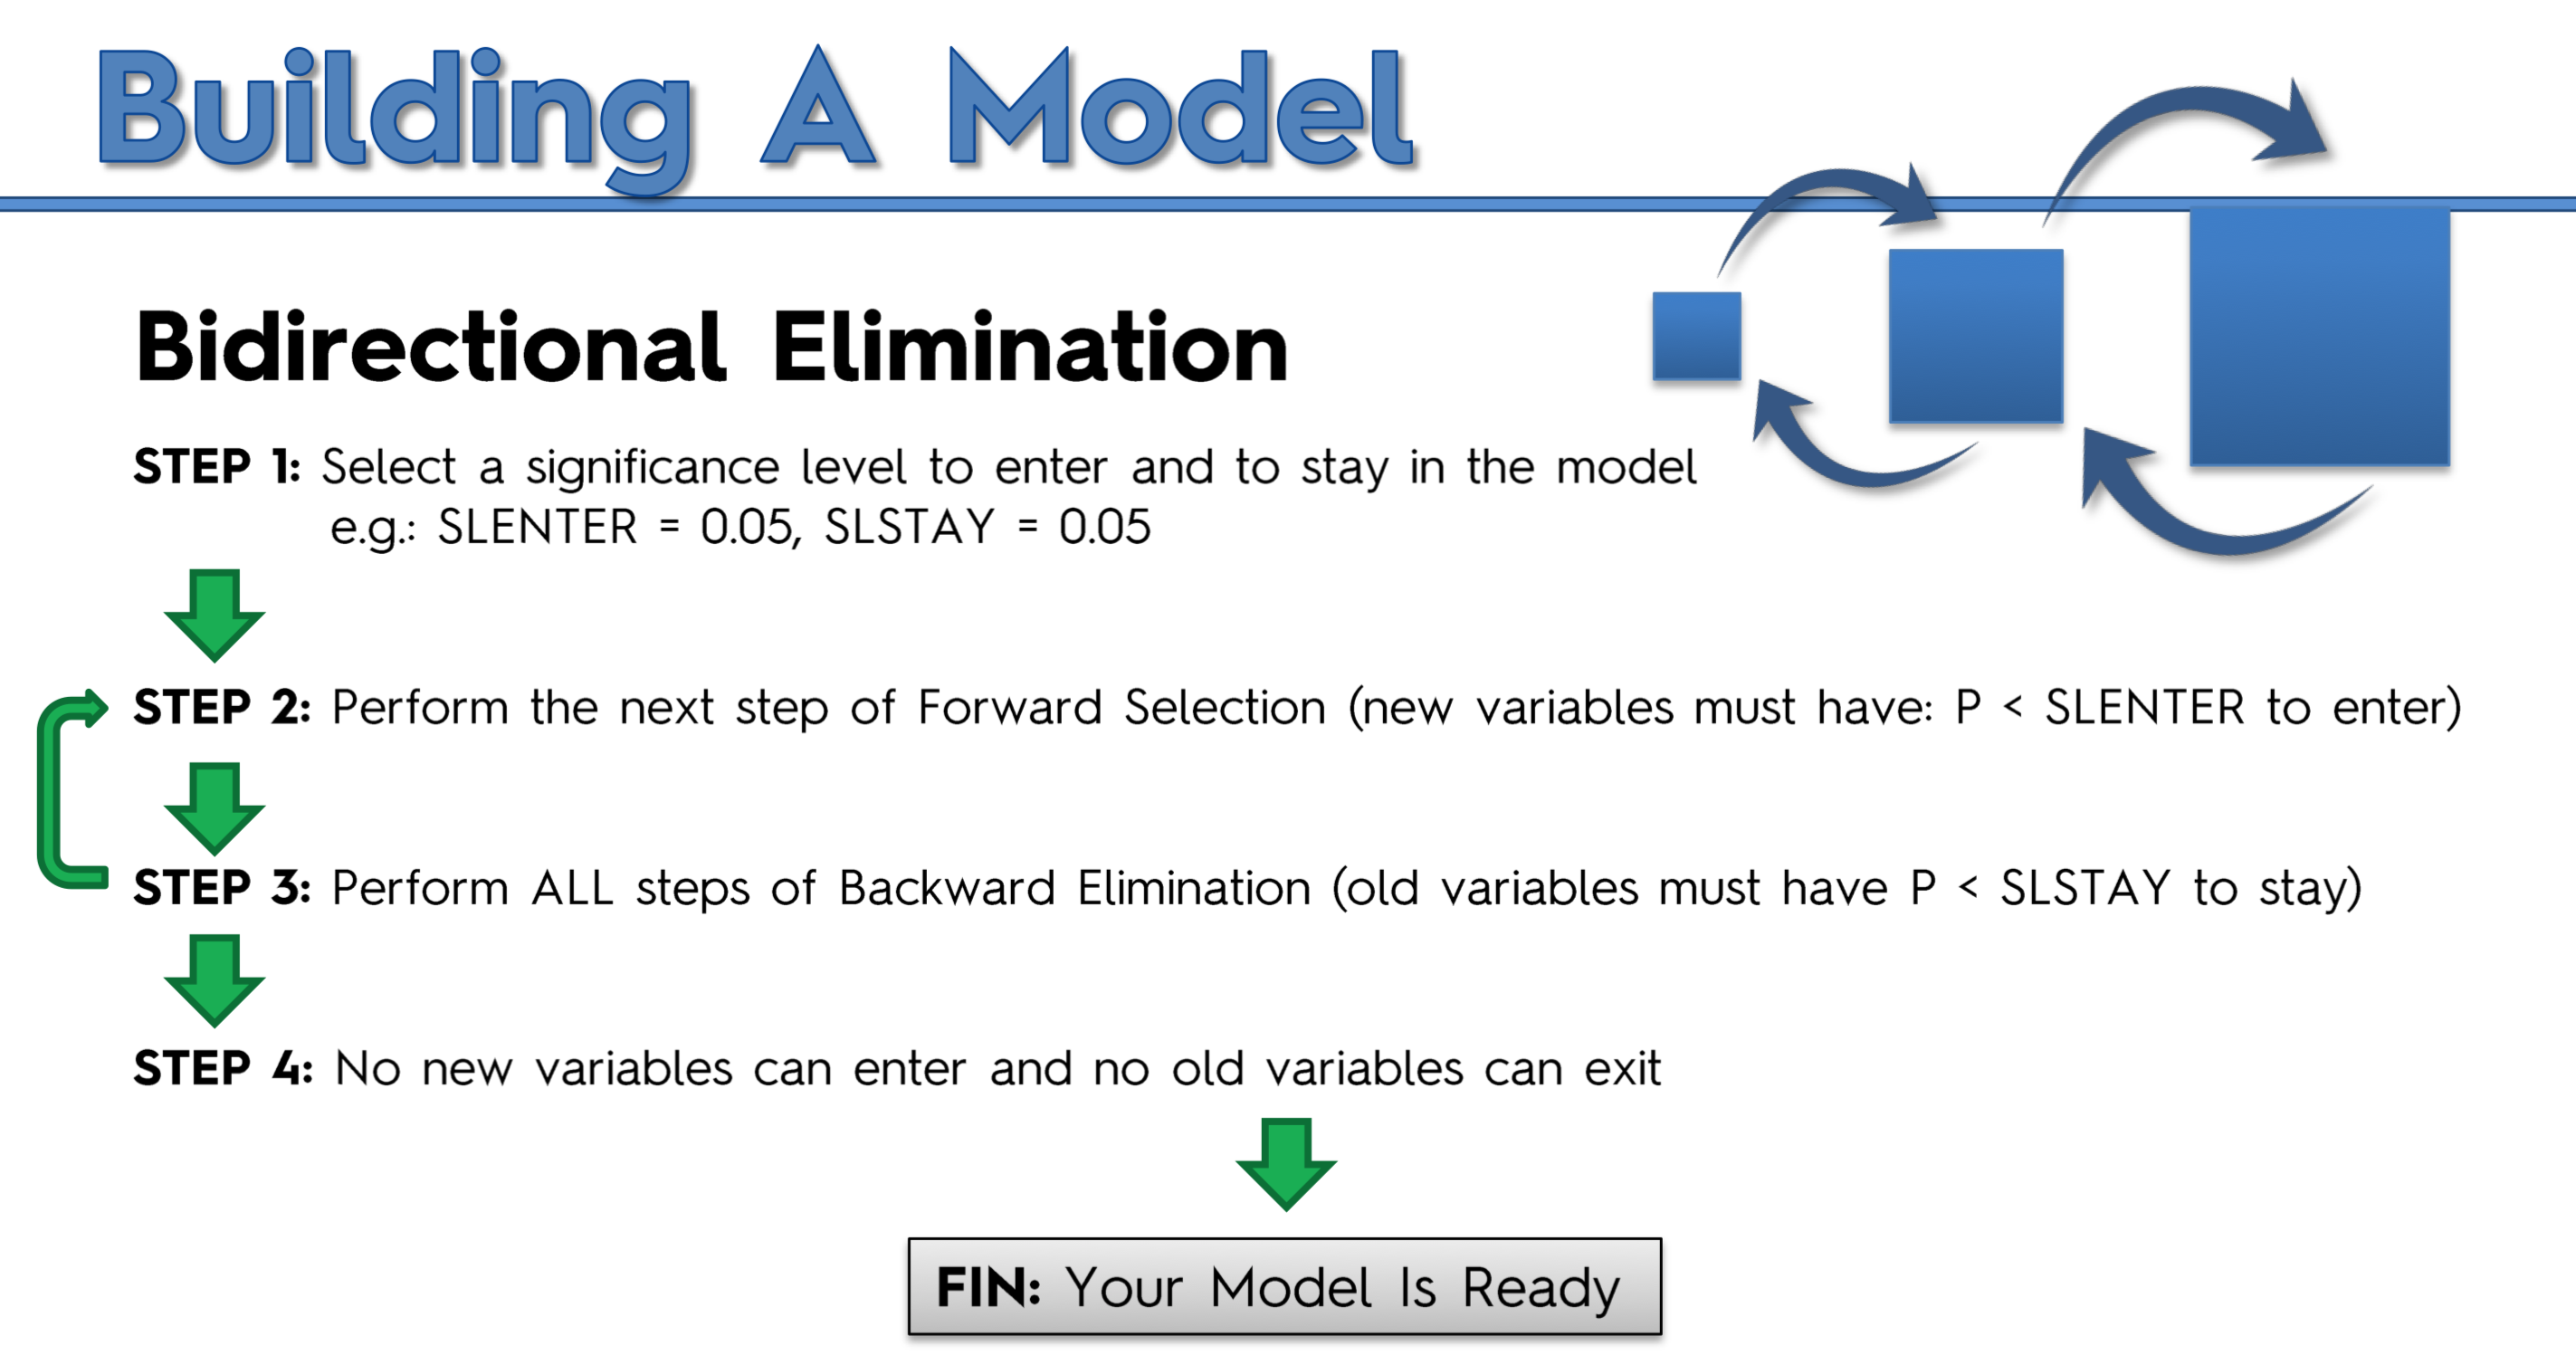 Building A Model
Bidirectional Elimination
STEP 1: Select a significance level to enter and to stay in the model
e.g.: SLENTER = 0.05, SLSTAY = 0.05
STEP 2: Perform the next step of Forward Selection (new variables must have: P < SLENTER to enter)
STEP 3: Perform ALL steps of Backward Elimination (old variables must have P < SLSTAY to stay)
STEP 4: No new variables can enter and no old variables can exit
FIN: Your Model Is Ready